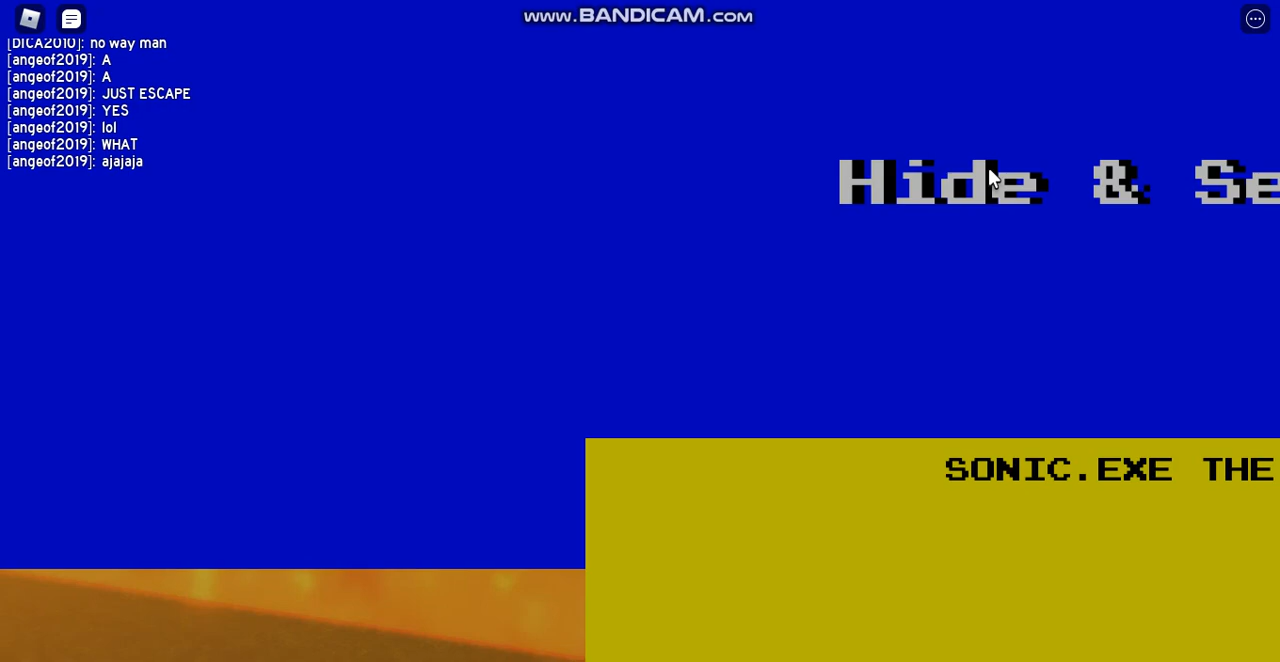 www.BANDICAM.com
[DICA2010]: no way man
[angeof2019]: A
[angeof2019]: A
[angeof2019]: JUST ESCAPE
[angeof2019]: YES
[angeof2019]: lol
[angeof2019]: WHAT
[angeof2019]: ajajaja
Hide & Se
SONIC.EXE THE